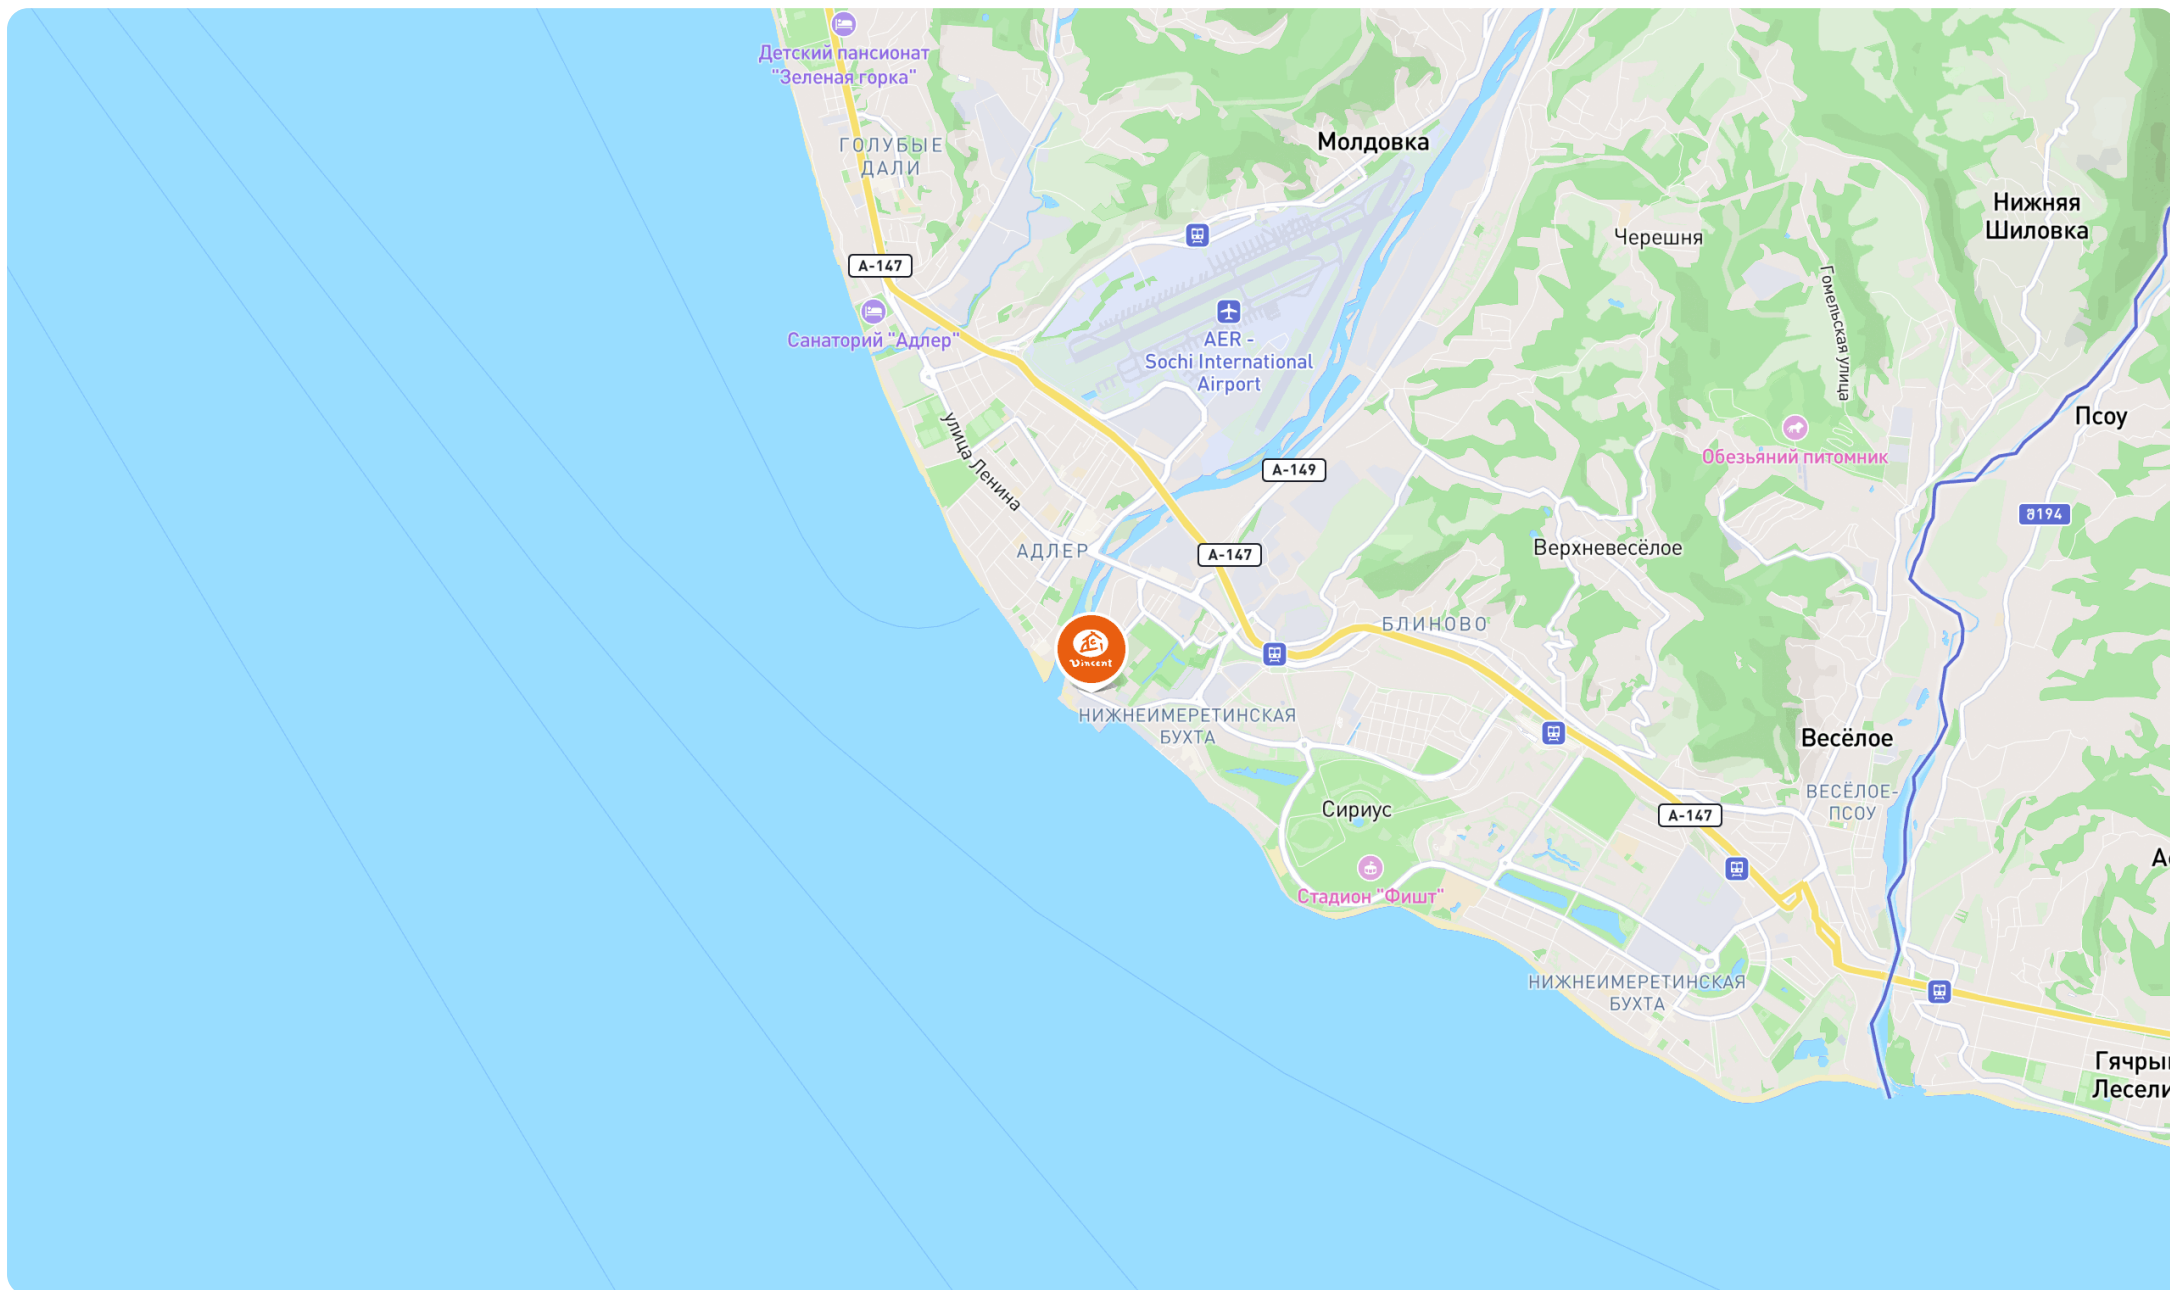 Детский пансионат
"Зеленая горка"
ГОЛУБЫЕ
ДАЛИ
Молдовка
Нижняя
Шиловка
Черешня
А-147
Гомельская улица
Санаторий "Адлер"
AER -
Sochi International
Airport
Псоу
улица Ленина
Обезьяний питомник
А-149
შ194
АДЛЕР
А-147
Верхневесёлое
БЛИНОВО
Vincent
НИЖНЕИМЕРЕТИНСКАЯ
БУХТА
Весёлое
ВЕСЁЛОЕ-
ПСОУ
Сириус
А-147
Стадион "Фишт"
НИЖНЕИМЕРЕТИНСКАЯ
БУХТА